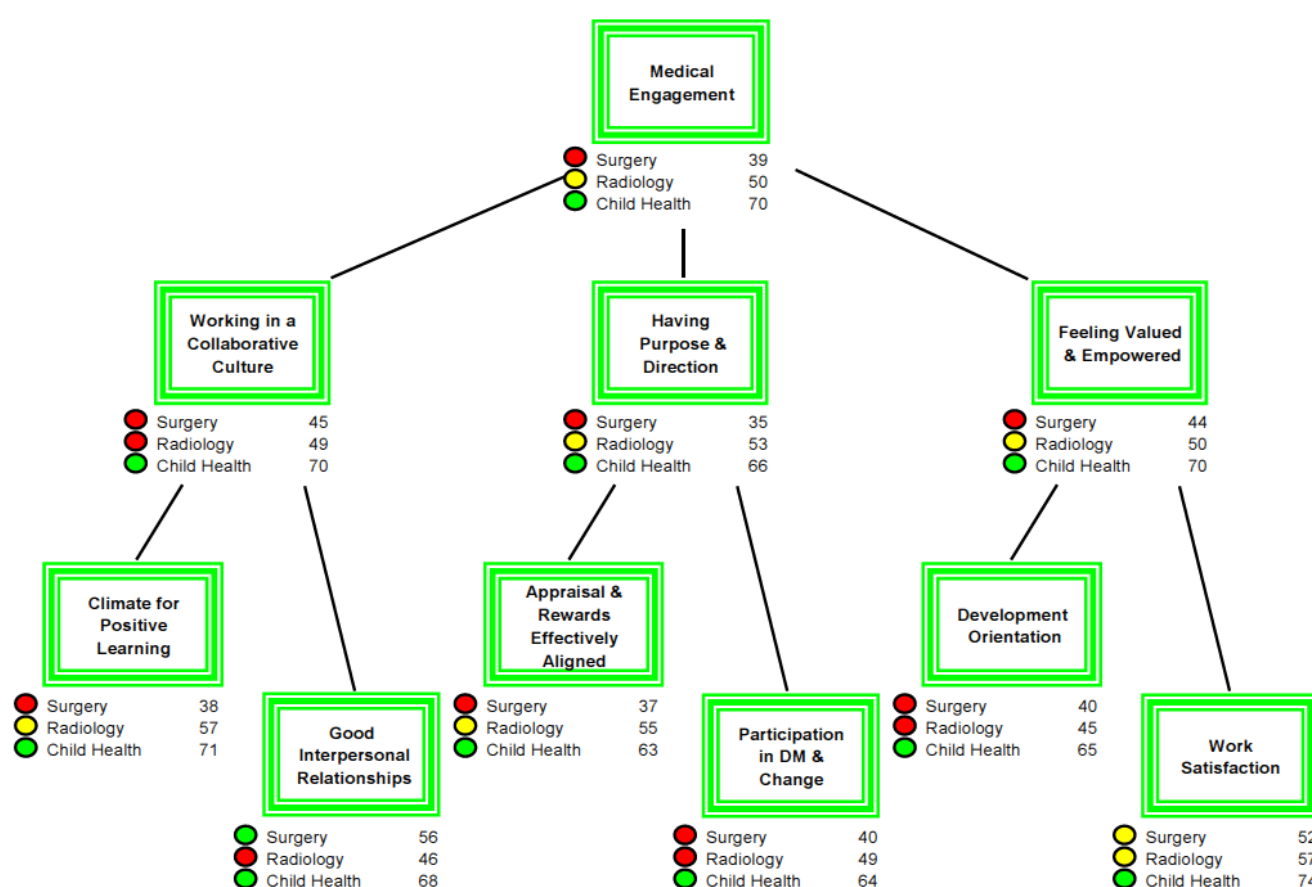 Medical
Engagement
Surgery 39
Radiology 50
Child Health 70
Working in a
Collaborative
Culture
Surgery 45
Radiology 49
Child Health 70
Having
Purpose &
Direction
Surgery 35
Radiology 53
Child Health 66
Feeling Valued
& Empowered
Surgery 44
Radiology 50
Child Health 70
Climate for
Positive
Learning
Surgery 38
Radiology 57
Child Health 71
Good
Interpersonal
Relationships
Surgery 56
Radiology 46
Child Health 68
Appraisal &
Rewards
Effectively
Aligned
Surgery 37
Radiology 55
Child Health 63
Participation
in DM &
Change
Surgery 40
Radiology 49
Child Health 64
Development
Orientation
Surgery 40
Radiology 45
Child Health 65
Work
Satisfaction
Surgery 52
Radiology 57
Child Health 74